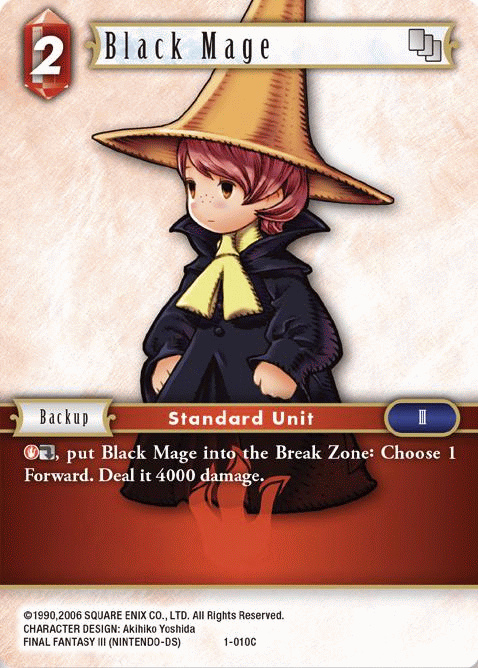 2
Black Mage
Backup
Standard Unit
III
, put Black Mage into the Break Zone: Choose 1
Forward. Deal it 4000 damage.
©1990,2006 SQUARE ENIX CO., LTD. All Rights Reserved.
CHARACTER DESIGN: Akihiko Yoshida
FINAL FANTASY III (NINTENDO-DS)
1-010C